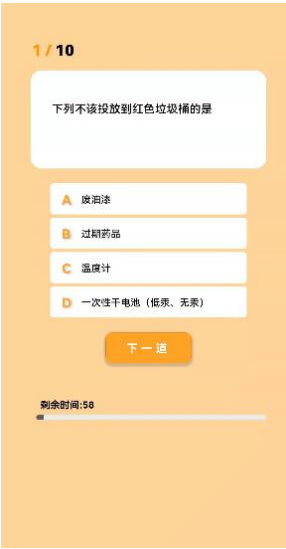 1 / 10
下列不该投放到红色垃圾桶的是
A 废油漆
B 过期药品
C 温度计
D 一次性干电池（低汞、无汞）
下一道
剩余时间:58